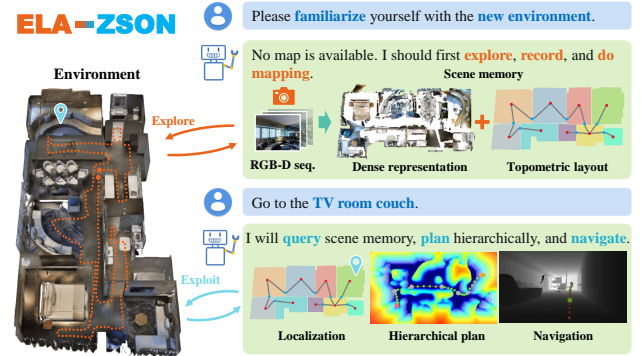 ELA-ZSON
Please familiarize yourself with the new environment.
Environment
No map is available. I should first explore, record, and do
mapping.
Scene memory
Explore
RGB-D seq.
Dense representation
Topometric layout
Go to the TV room couch.
I will query scene memory, plan hierarchically, and navigate.
Exploit
Localization
Hierarchical plan
Navigation